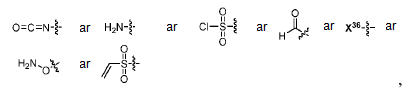 O=C=N- ar H₂N- ar Cl-S(=O)(=O)- ar H-C(=O)- ar X³⁶- ar
H₂N-O- ar S(=O)(=O)- ,